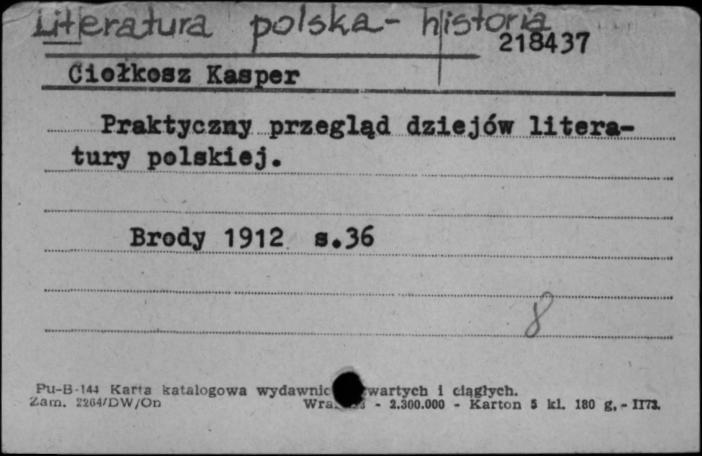 Literatura polska - historia
218437
Ciołkosz Kasper
Praktyczny przegląd dziejów litera-
tury polskiej.
Brody 1912 s.36
8
Pu-B-144 Karta katalogowa wydawnic wartych i ciągłych.
Zam. 2264/DW/On - 2.300.000 - Karton 5 kl. 180 g. - II73.